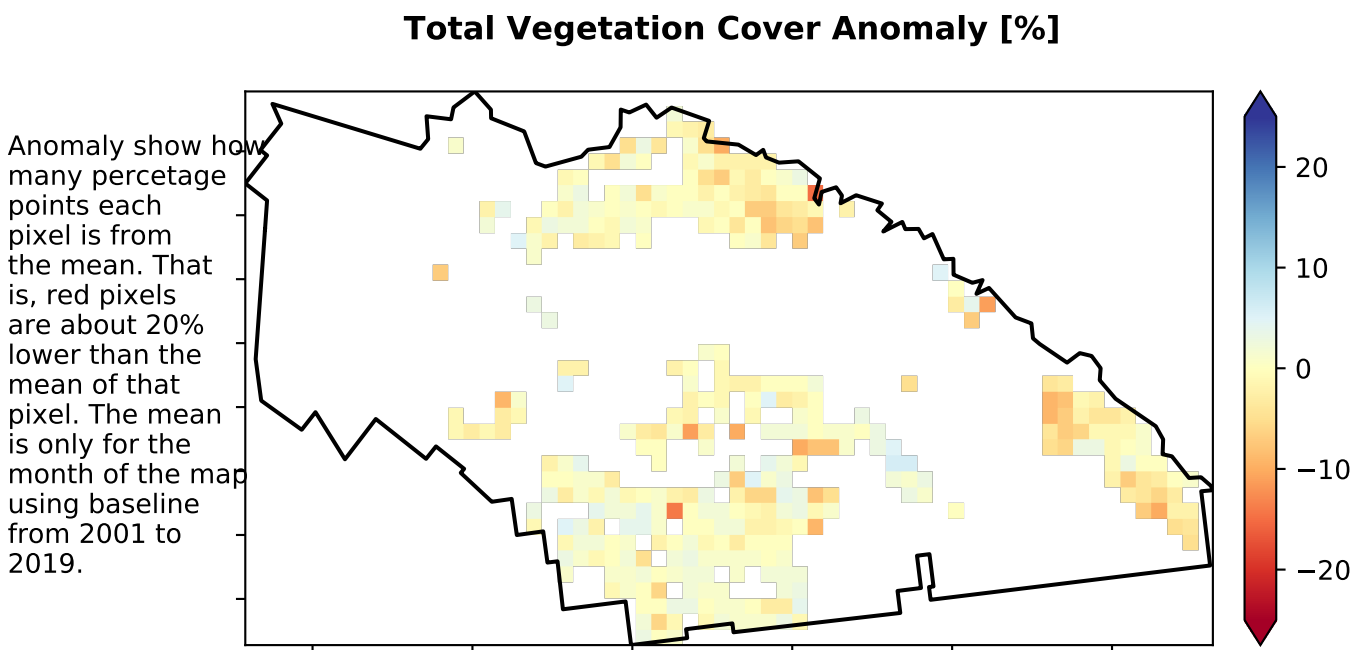 Total Vegetation Cover Anomaly [%]
Anomaly show how
many percetage
points each
pixel is from
the mean. That
is, red pixels
are about 20%
lower than the
mean of that
pixel. The mean
is only for the
month of the map
using baseline
from 2001 to
2019.
20
10
0
−10
−20